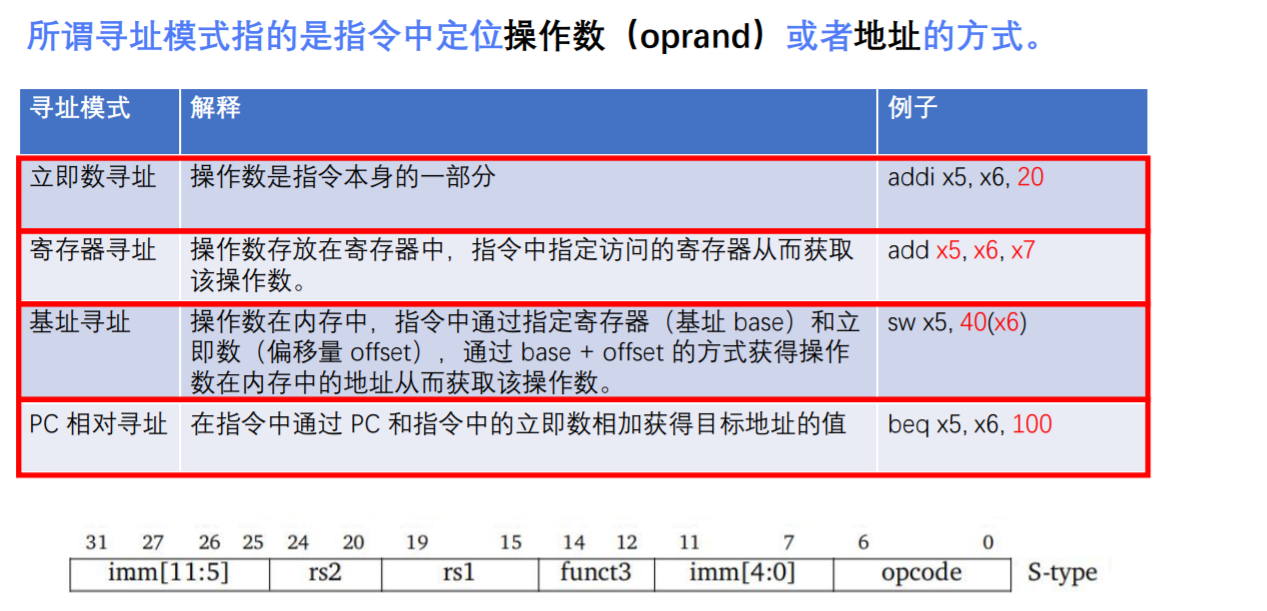 所谓寻址模式指的是指令中定位操作数（oprand）或者地址的方式。
寻址模式 解释 例子
立即数寻址 操作数是指令本身的一部分 addi x5, x6, 20
寄存器寻址 操作数存放在寄存器中，指令中指定访问的寄存器从而获取 add x5, x6, x7
该操作数。
基址寻址 操作数在内存中，指令中通过指定寄存器（基址 base）和立 sw x5, 40(x6)
即数（偏移量 offset），通过 base + offset 的方式获得操作
数在内存中的地址从而获取该操作数。
PC 相对寻址 在指令中通过 PC 和指令中的立即数相加获得目标地址的值 beq x5, x6, 100
31 27 26 25 24 20 19 15 14 12 11 7 6 0
imm[11:5] rs2 rs1 funct3 imm[4:0] opcode S-type